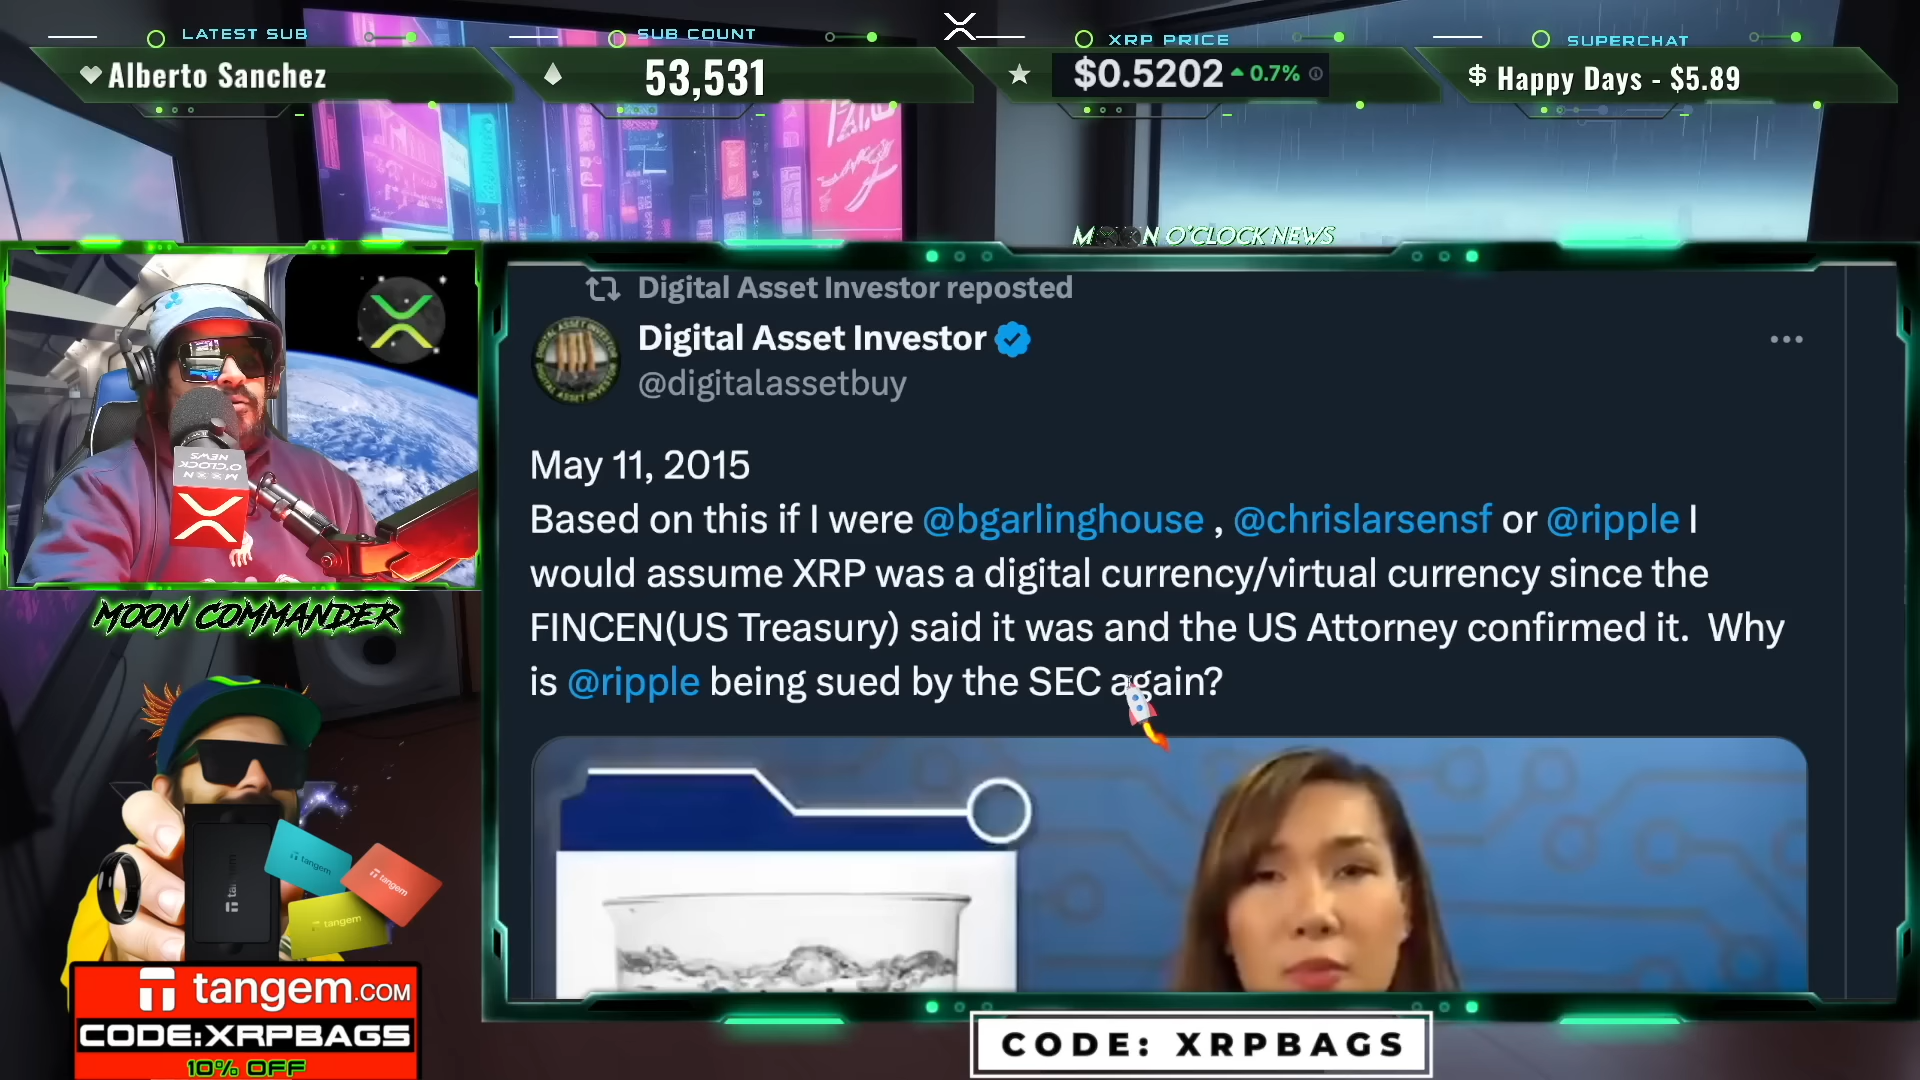 LATEST SUB
Alberto Sanchez
SUB COUNT
53,531
XRP PRICE
$0.5202 0.7%
SUPERCHAT
$ Happy Days - $5.89
N O'CLOCK NEWS
Digital Asset Investor reposted
Digital Asset Investor
@digitalassetbuy
May 11, 2015
Based on this if I were @bgarlinghouse , @chrislarsensf or @ripple I
would assume XRP was a digital currency/virtual currency since the
FINCEN(US Treasury) said it was and the US Attorney confirmed it. Why
is @ripple being sued by the SEC again?
MOON COMMANDER
tangem
tangem
tangem
tangem
tangem.COM
CODE:XRPBAGS
10% OFF
CODE: XRPBAGS